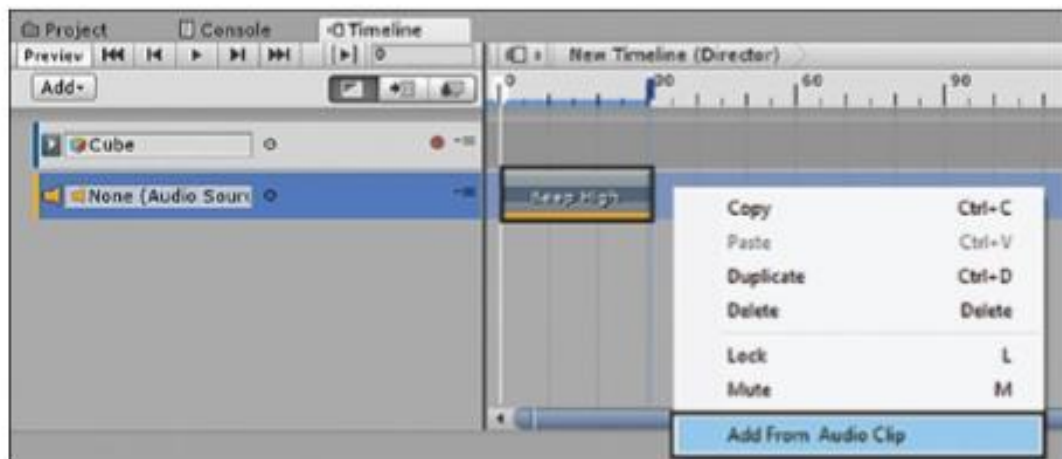 Project Console Timeline
Preview 0 New Timeline (Director)
Add 0 30 60 90
Cube
None (Audio Sour
Beep High
Copy Ctrl+C
Paste Ctrl+V
Duplicate Ctrl+D
Delete Delete
Lock L
Mute M
Add From Audio Clip